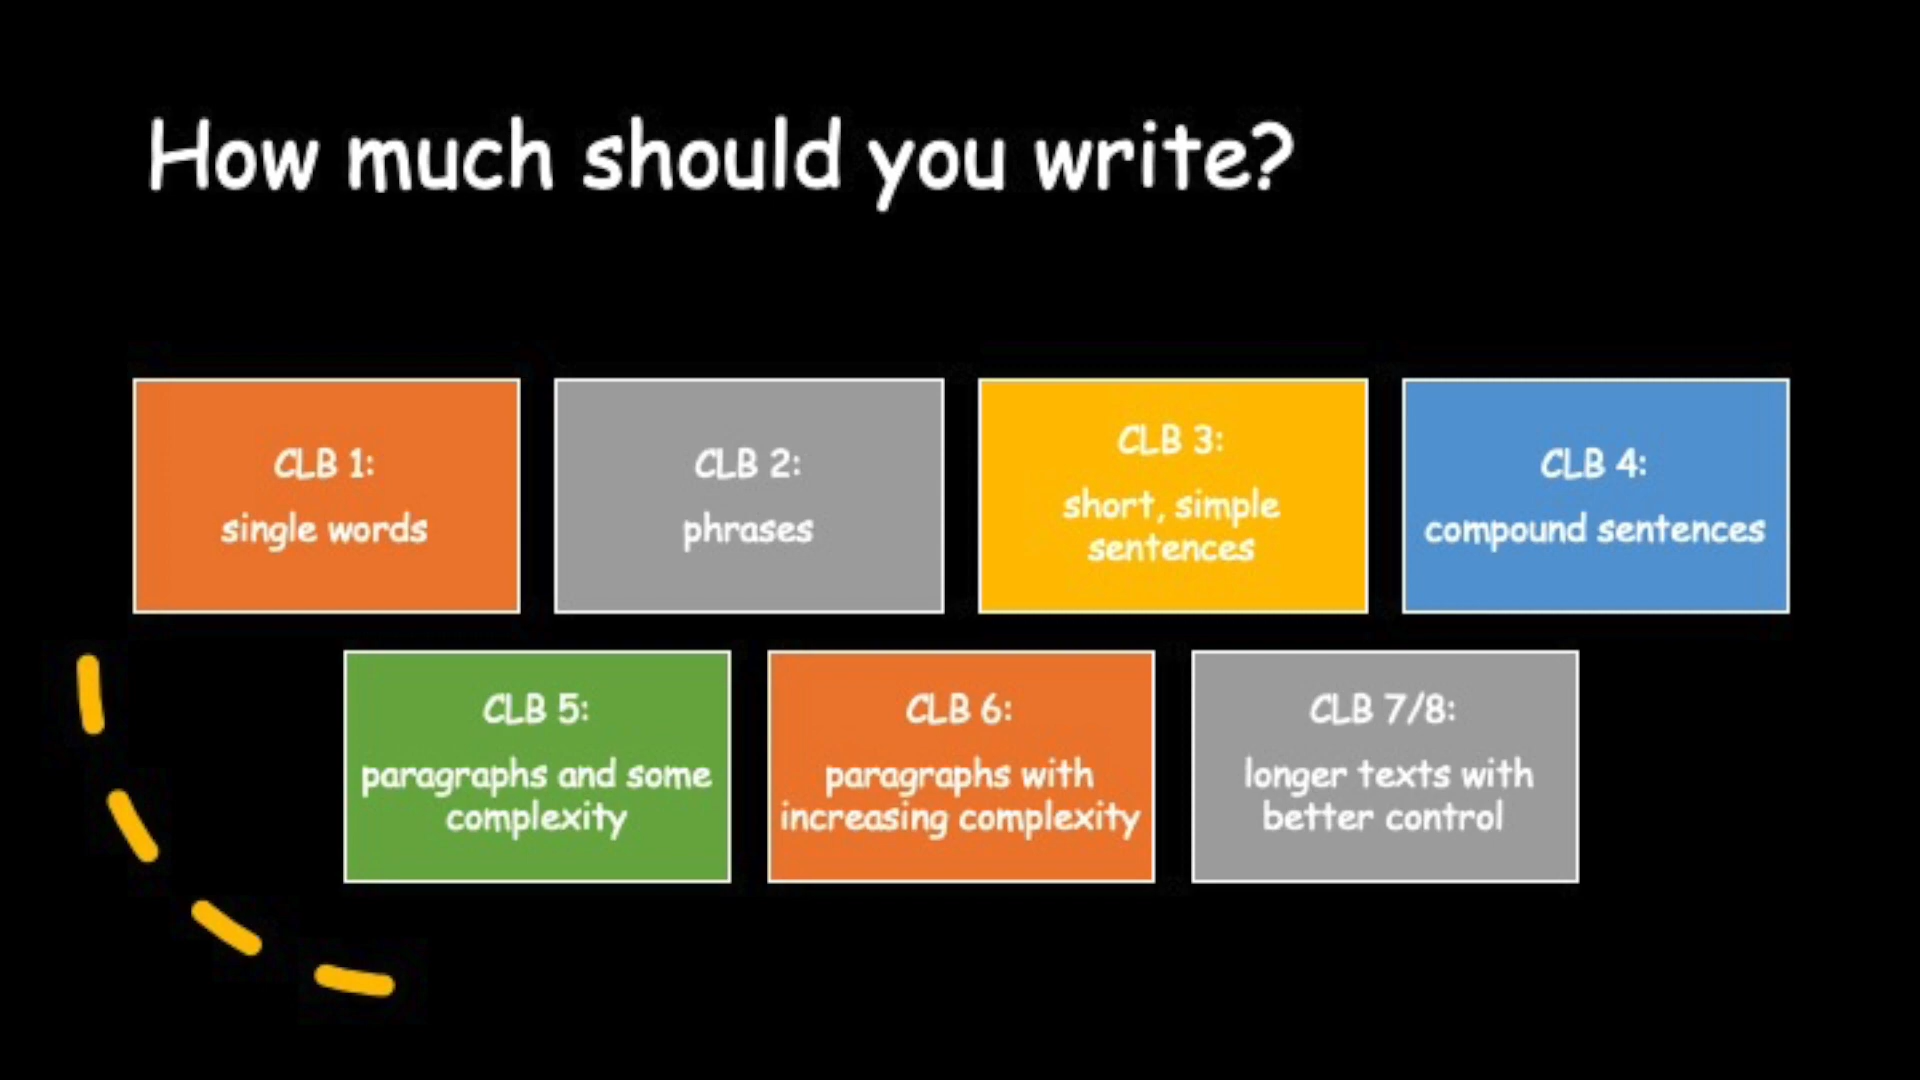 How much should you write?
CLB 1:
single words
CLB 2:
phrases
CLB 3:
short, simple
sentences
CLB 4:
compound sentences
CLB 5:
paragraphs and some
complexity
CLB 6:
paragraphs with
increasing complexity
CLB 7/8:
longer texts with
better control